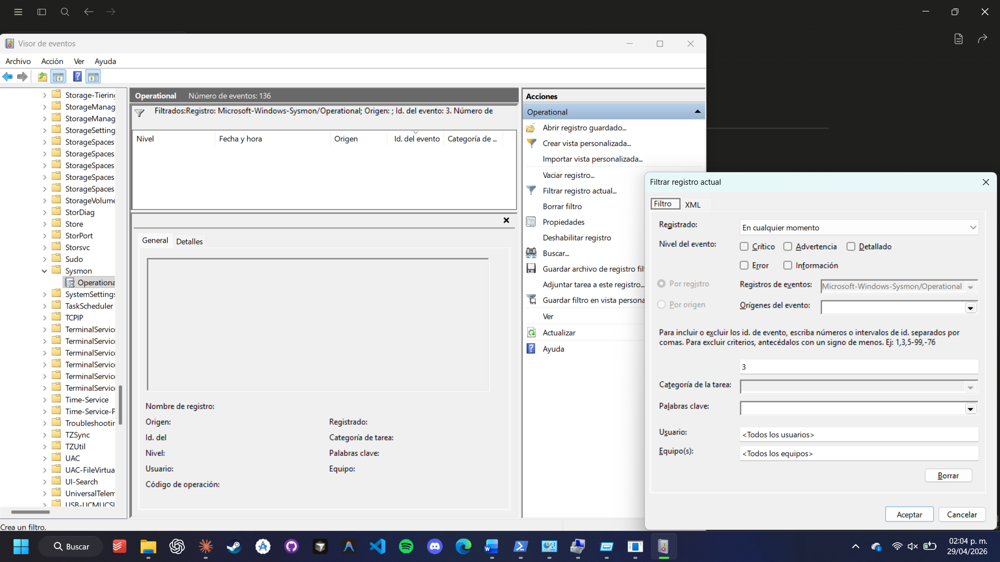 Visor de eventos
Archivo Acción Ver Ayuda
Storage-Tiering
StorageManag
StorageManag
StorageSetting
StorageSpaces
StorageSpaces
StorageSpaces
StorageSpaces
StorageSpaces
StorageVolume
StorDiag
Store
StorPort
Storsvc
Sudo
Sysmon
Operationa
SystemSettings
TaskScheduler
TCPIP
TerminalService
TerminalService
TerminalService
TerminalService
TerminalService
TerminalService
Time-Service
Time-Service-P
Troubleshootin
TZSync
TZUtil
UAC
UAC-FileVirtua
UI-Search
UniversalTelem
USB-UCMUCSI
Crea un filtro.
Operational Número de eventos: 136
Filtrados:Registro: Microsoft-Windows-Sysmon/Operational; Origen: ; Id. del evento: 3. Número de
Nivel Fecha y hora Origen Id. del evento Categoría de ...
General Detalles
Nombre de registro:
Origen: Registrado:
Id. del Categoría de tarea:
Nivel: Palabras clave:
Usuario: Equipo:
Código de operación:
Acciones
Operational
Abrir registro guardado...
Crear vista personalizada...
Importar vista personalizada...
Vaciar registro...
Filtrar registro actual...
Borrar filtro
Propiedades
Deshabilitar registro
Buscar...
Guardar archivo de registro fil
Adjuntar tarea a este registro...
Guardar filtro en vista persona
Ver
Actualizar
Ayuda
Filtrar registro actual
Filtro XML
Registrado: En cualquier momento
Nivel del evento: Crítico Advertencia Detallado
Error Información
Por registro Registros de eventos: Microsoft-Windows-Sysmon/Operational
Por origen Orígenes del evento:
Para incluir o excluir los id. de evento, escriba números o intervalos de id. separados por
comas. Para excluir criterios, antecédalos con un signo de menos. Ej: 1,3,5-99,-76
3
Categoría de la tarea:
Palabras clave:
Usuario: <Todos los usuarios>
Equipo(s): <Todos los equipos>
Borrar
Aceptar Cancelar
Buscar
02:04 p. m.
29/04/2026